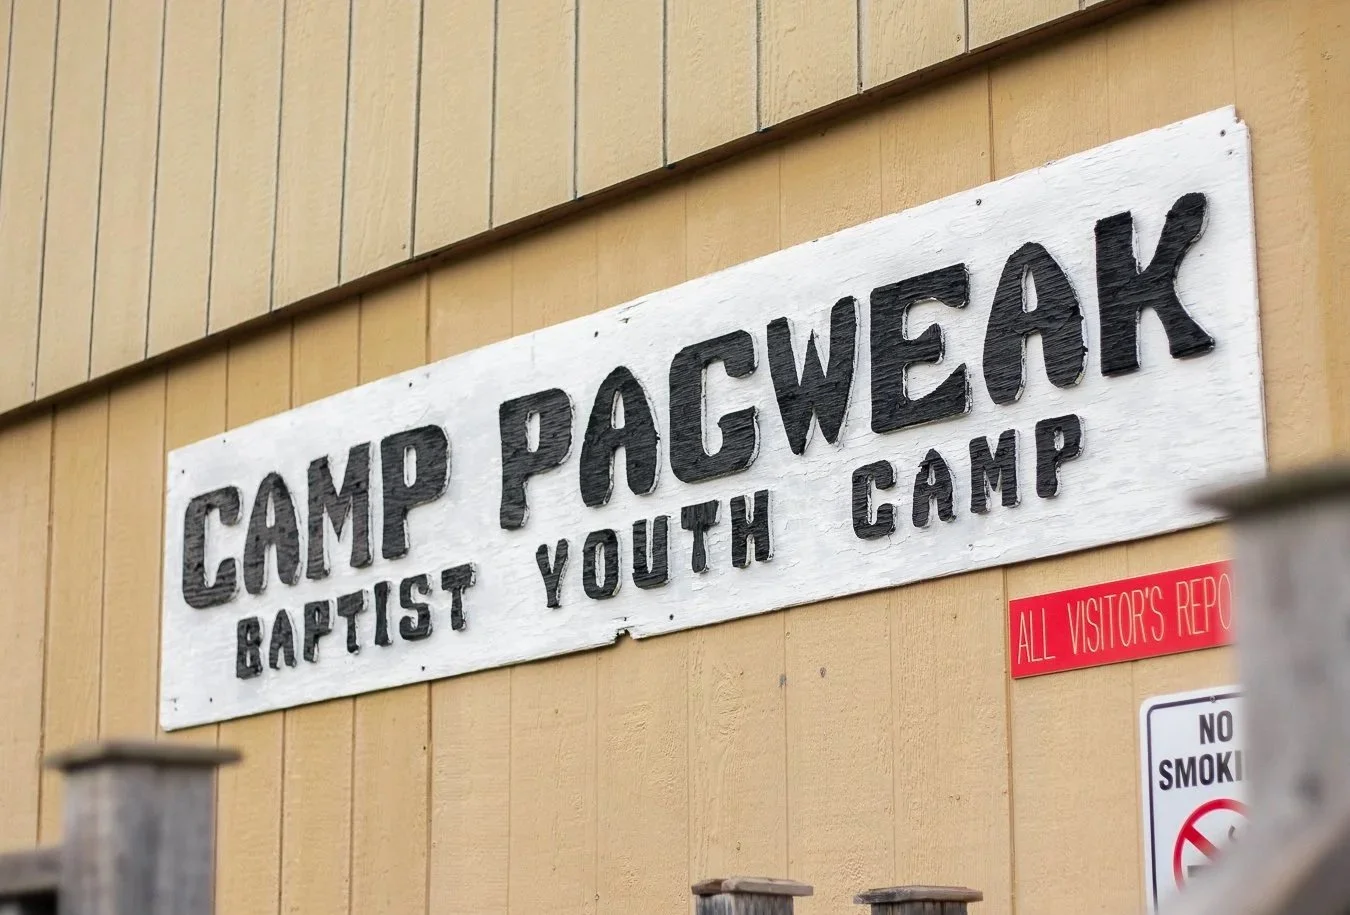 CAMP PAGWEAK
BAPTIST YOUTH CAMP
ALL VISITOR'S
NO